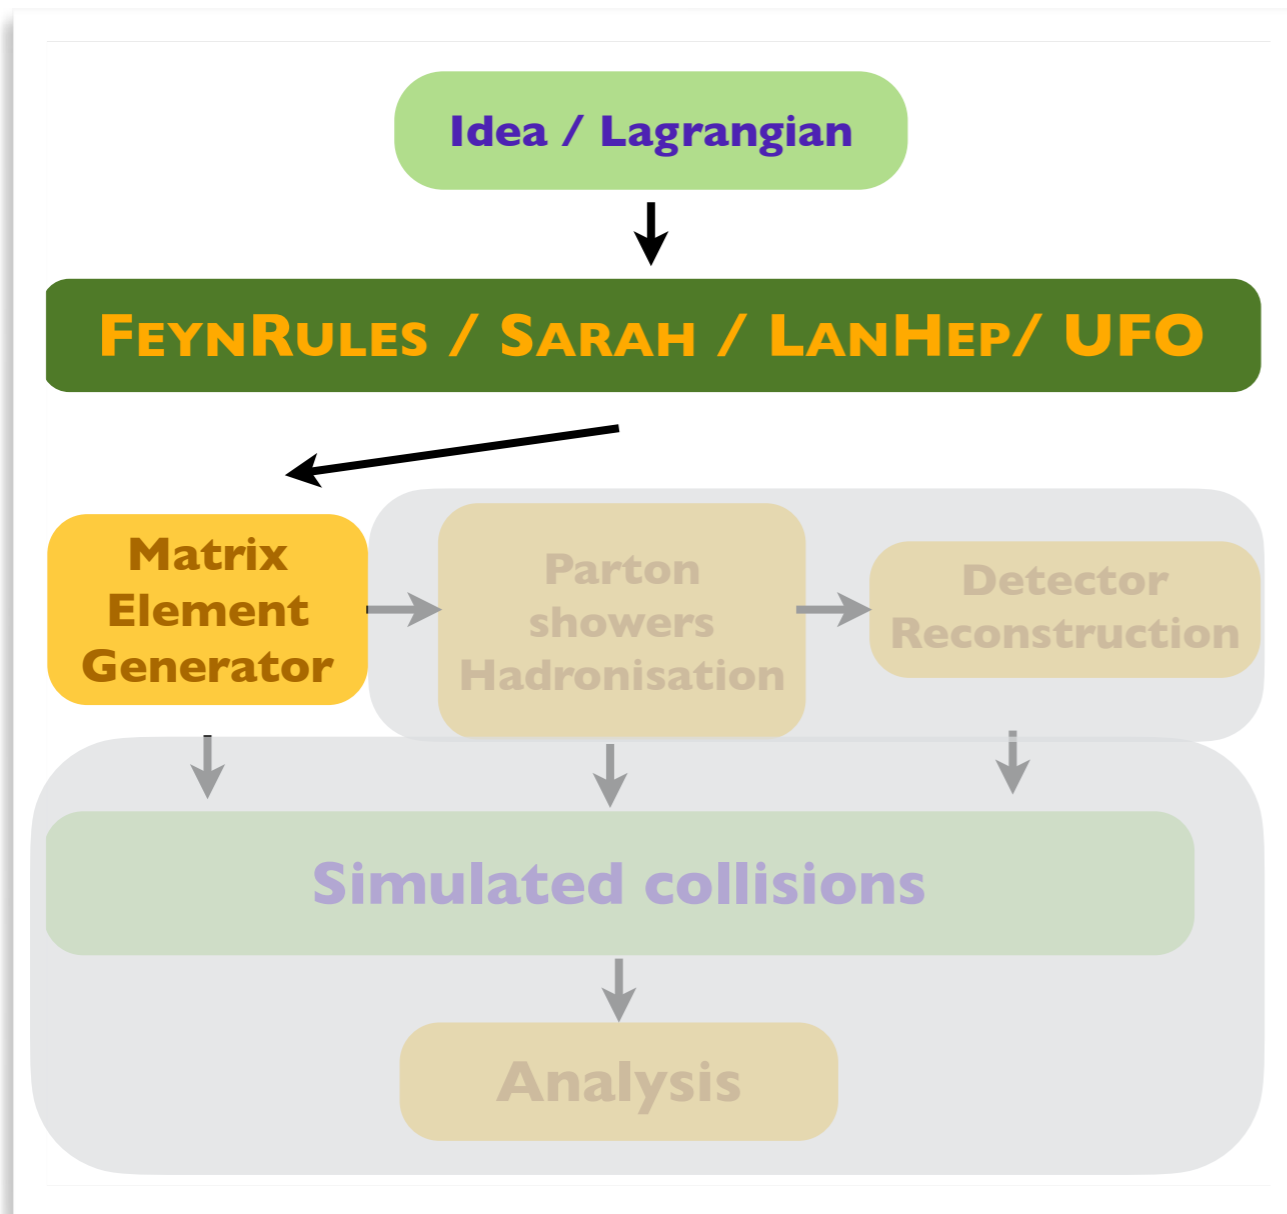 Idea / Lagrangian
FEYNRULES / SARAH / LANHEP/ UFO
Matrix
Element
Generator
Parton
showers
Hadronisation
Detector
Reconstruction
Simulated collisions
Analysis